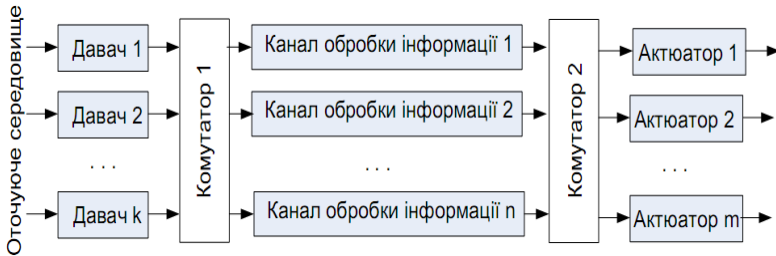 Оточуюче середовище
Давач 1
Давач 2
. . .
Давач k
Комутатор 1
Канал обробки інформації 1
Канал обробки інформації 2
. . .
Канал обробки інформації n
Комутатор 2
Актюатор 1
Актюатор 2
. . .
Актюатор m